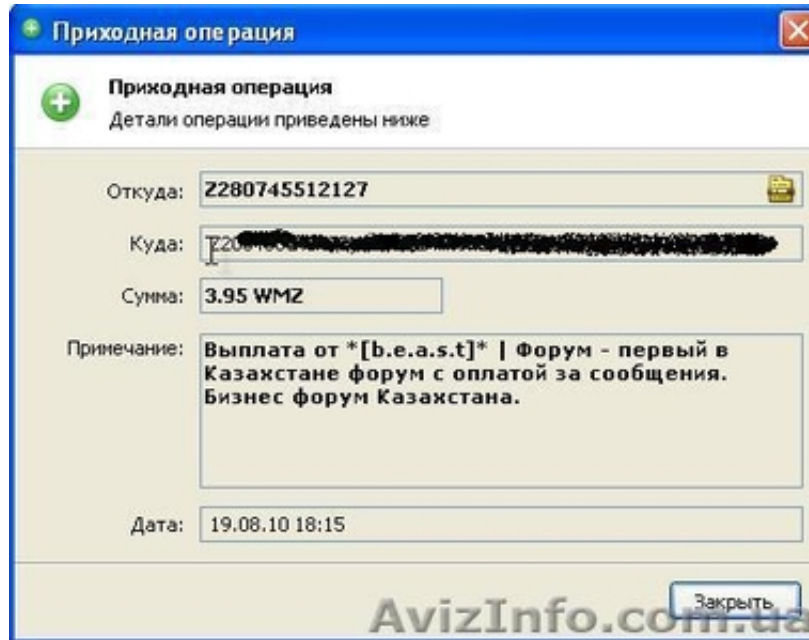 Приходная операция
Приходная операция
Детали операции приведены ниже
Откуда: Z280745512127
Куда:
Сумма: 3.95 WMZ
Примечание: Выплата от *[b.e.a.s.t]* | Форум - первый в
Казахстане форум с оплатой за сообщения.
Бизнес форум Казахстана.
Дата: 19.08.10 18:15
Закрыть
AvizInfo.com.ua